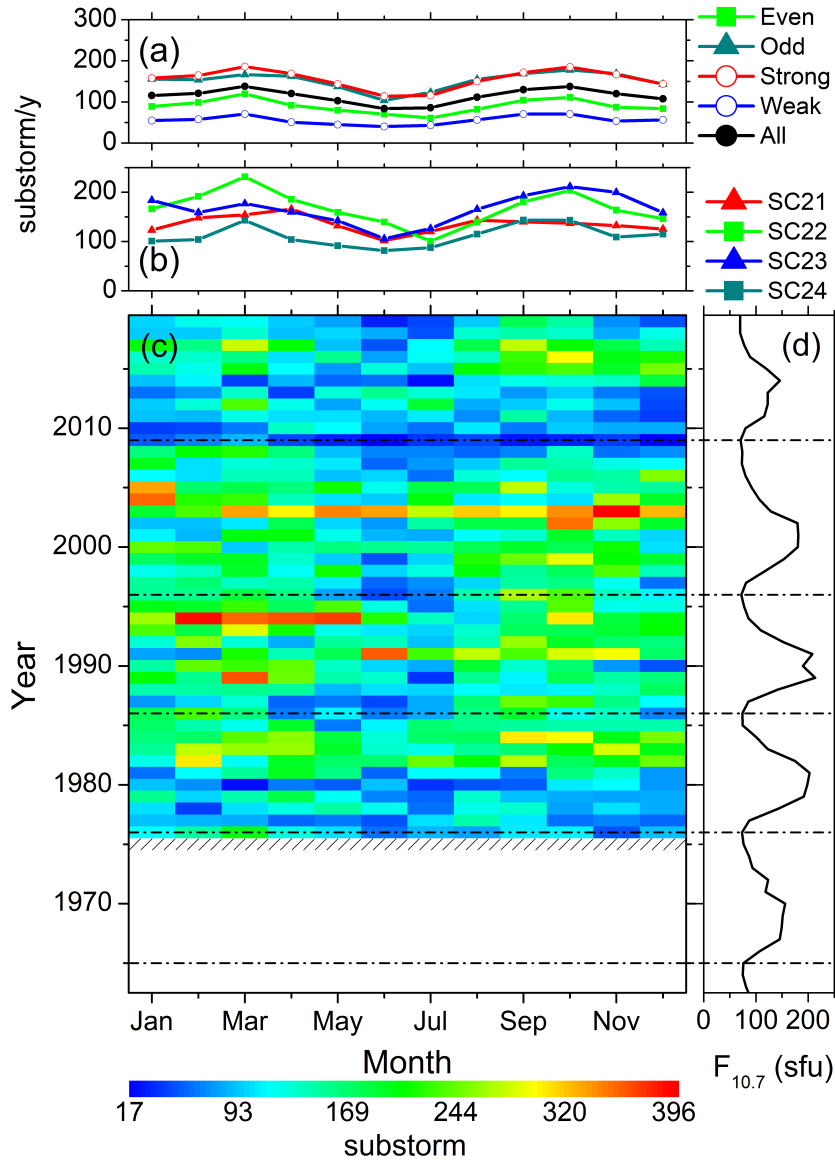 300
200
100
0
(a)
Even
Odd
Strong
Weak
All
substorm/y
200
100
0
(b)
SC21
SC22
SC23
SC24
(c)
(d)
2010
2000
1990
1980
1970
Year
Jan Mar May Jul Sep Nov
0 100 200
Month
F10.7 (sfu)
17 93 169 244 320 396
substorm